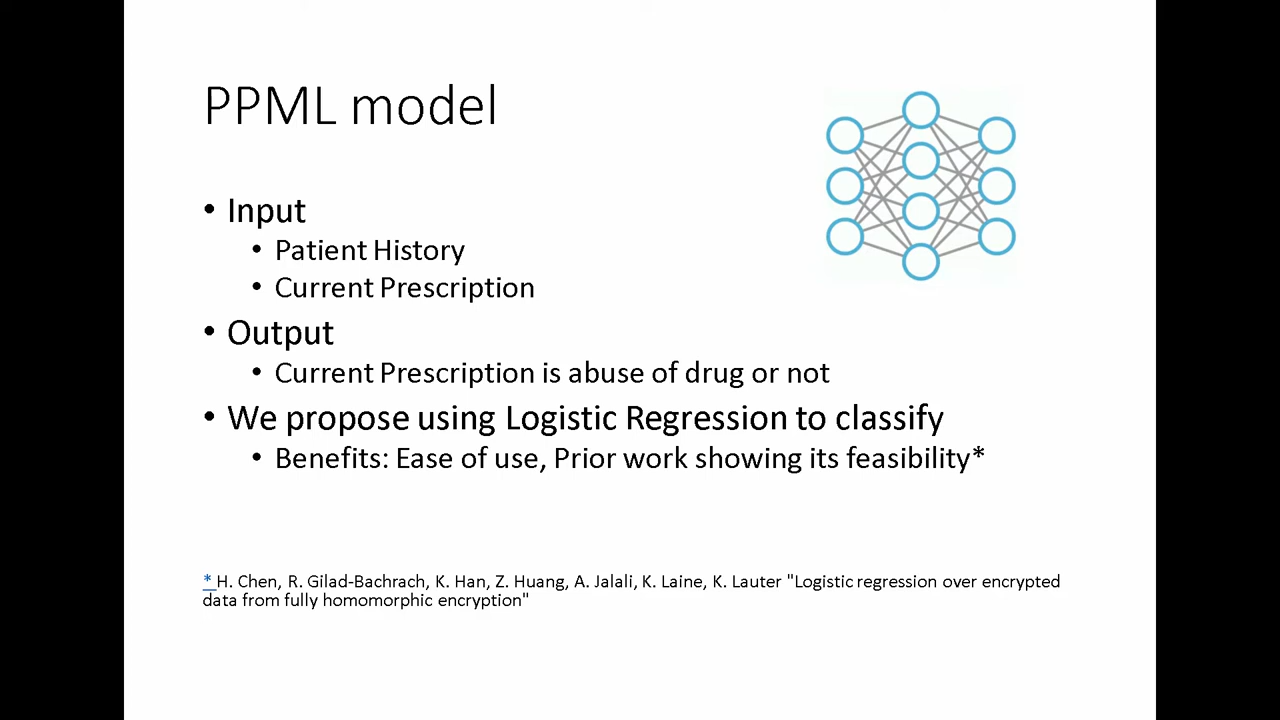 PPML model
• Input
• Patient History
• Current Prescription
• Output
• Current Prescription is abuse of drug or not
• We propose using Logistic Regression to classify
• Benefits: Ease of use, Prior work showing its feasibility*
* H. Chen, R. Gilad-Bachrach, K. Han, Z. Huang, A. Jalali, K. Laine, K. Lauter "Logistic regression over encrypted
data from fully homomorphic encryption"